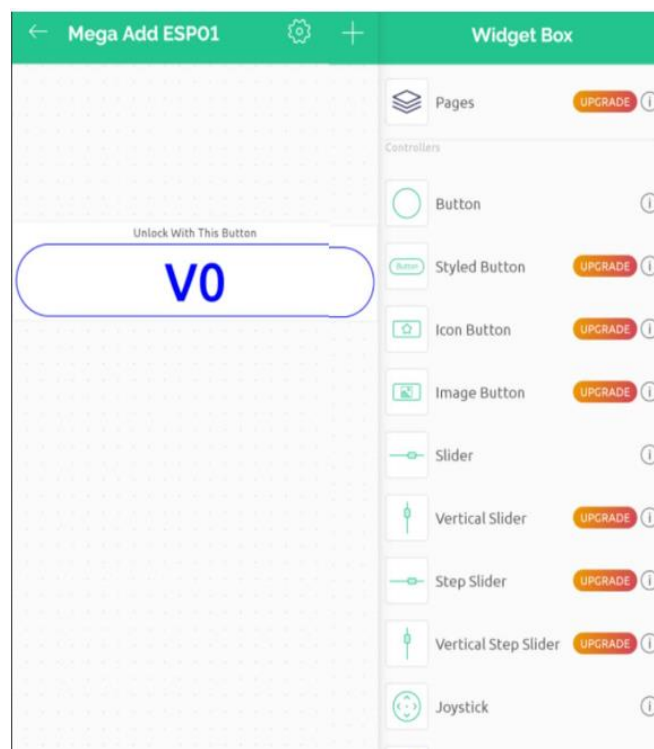 Mega Add ESP01
Unlock With This Button
V0
Widget Box
Pages UPGRADE
Controllers
Button
Button Styled Button UPGRADE
Icon Button UPGRADE
Image Button UPGRADE
Slider
Vertical Slider UPGRADE
Step Slider UPGRADE
Vertical Step Slider UPGRADE
Joystick